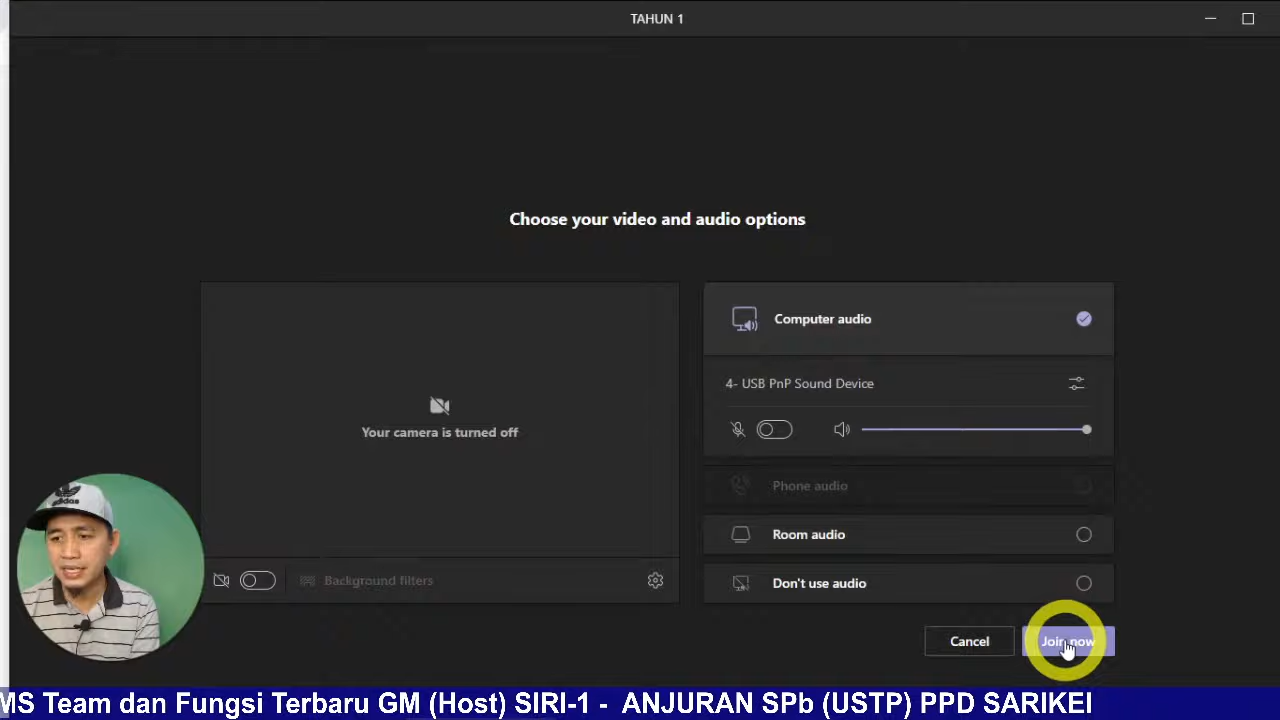 TAHUN 1
Choose your video and audio options
Computer audio
4- USB PnP Sound Device
Your camera is turned off
Phone audio
Room audio
Background filters
Don't use audio
Cancel
Join now
adidas
MS Team dan Fungsi Terbaru GM (Host) SIRI-1 - ANJURAN SPb (USTP) PPD SARIKEI